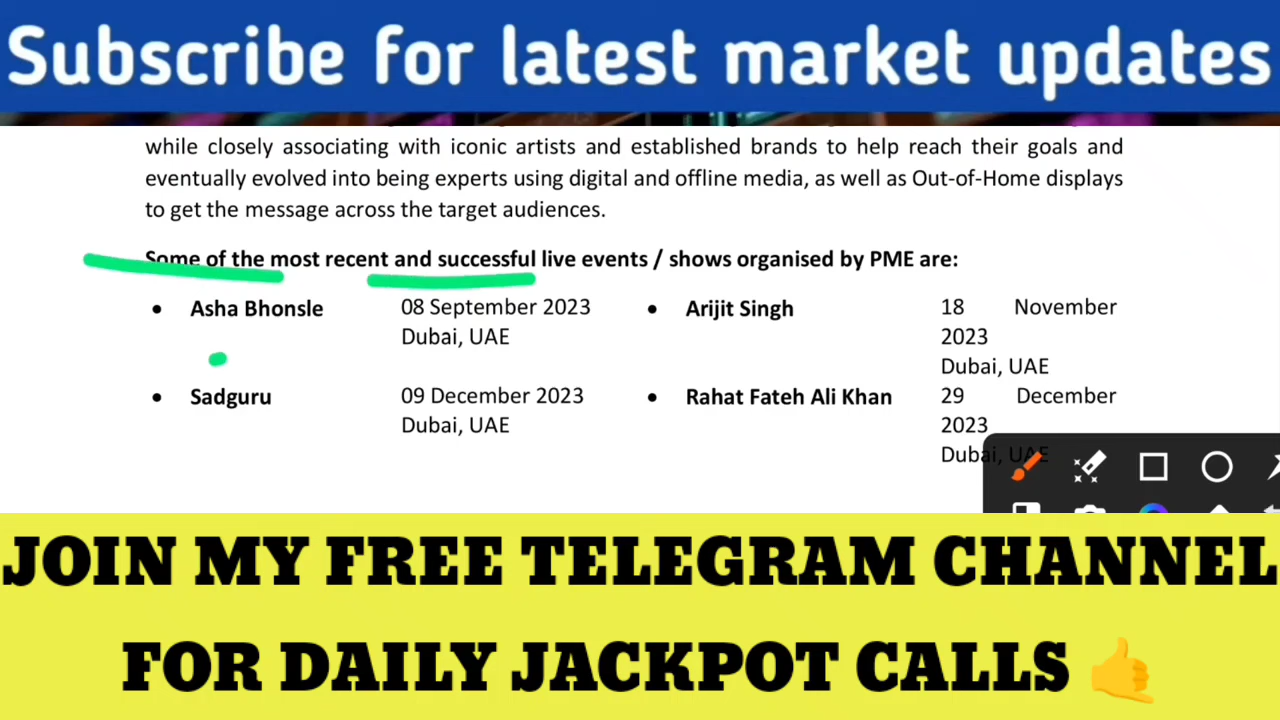 Subscribe for latest market updates
while closely associating with iconic artists and established brands to help reach their goals and
eventually evolved into being experts using digital and offline media, as well as Out-of-Home displays
to get the message across the target audiences.
Some of the most recent and successful live events / shows organised by PME are:
• Asha Bhonsle 08 September 2023 • Arijit Singh 18 November
Dubai, UAE 2023
Dubai, UAE
• Sadguru 09 December 2023 • Rahat Fateh Ali Khan 29 December
Dubai, UAE 2023
Dubai, UAE
JOIN MY FREE TELEGRAM CHANNEL
FOR DAILY JACKPOT CALLS 🤙